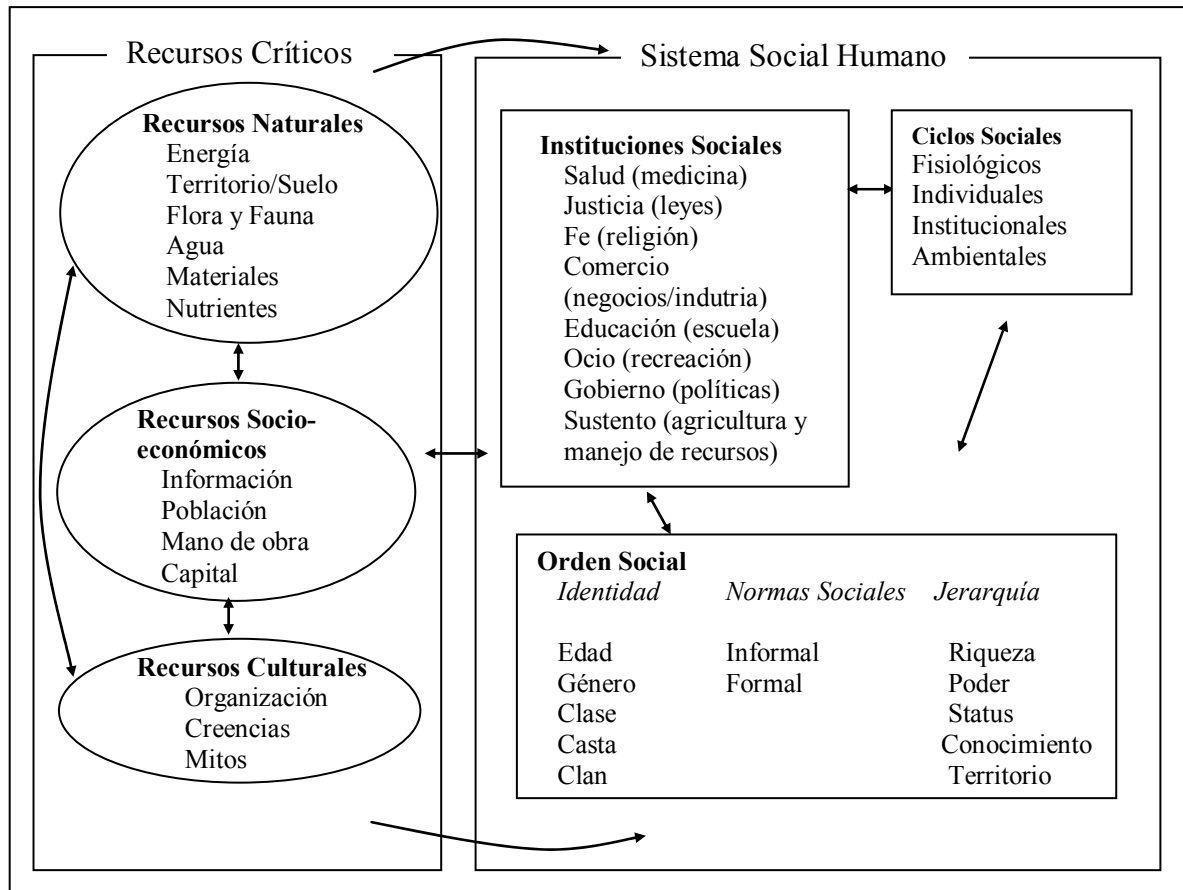 Recursos Críticos
Recursos Naturales
Energía
Territorio/Suelo
Flora y Fauna
Agua
Materiales
Nutrientes
Recursos Socio-
económicos
Información
Población
Mano de obra
Capital
Recursos Culturales
Organización
Creencias
Mitos
Sistema Social Humano
Instituciones Sociales
Salud (medicina)
Justicia (leyes)
Fe (religión)
Comercio
(negocios/indutria)
Educación (escuela)
Ocio (recreación)
Gobierno (políticas)
Sustento (agricultura y
manejo de recursos)
Ciclos Sociales
Fisiológicos
Individuales
Institucionales
Ambientales
Orden Social
Identidad Normas Sociales Jerarquía
Edad Informal Riqueza
Género Formal Poder
Clase Status
Casta Conocimiento
Clan Territorio